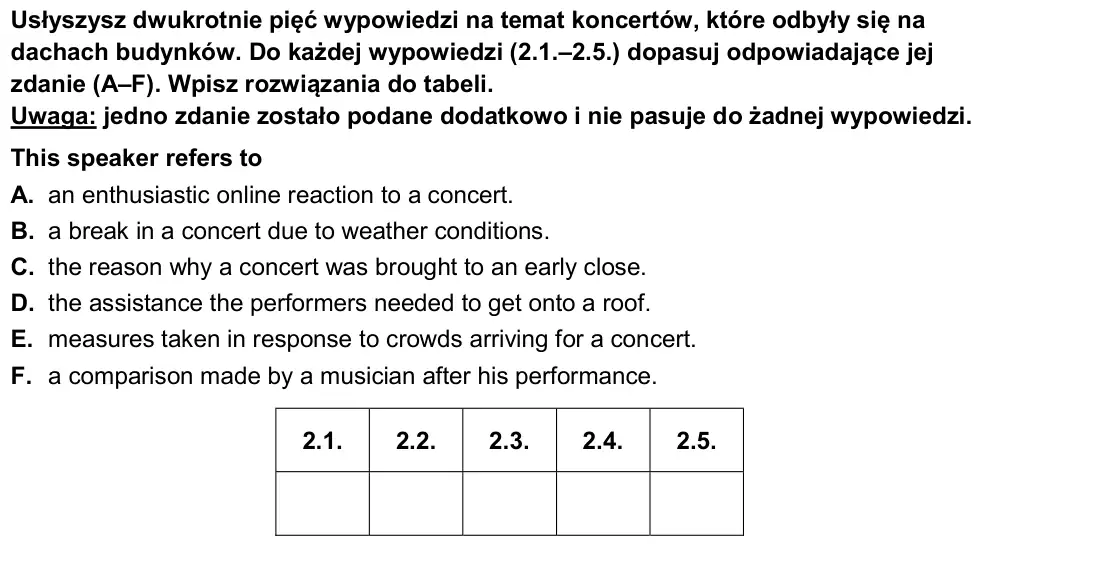 Usłyszysz dwukrotnie pięć wypowiedzi na temat koncertów, które odbyły się na
dachach budynków. Do każdej wypowiedzi (2.1.–2.5.) dopasuj odpowiadające jej
zdanie (A–F). Wpisz rozwiązania do tabeli.
Uwaga: jedno zdanie zostało podane dodatkowo i nie pasuje do żadnej wypowiedzi.
This speaker refers to
A. an enthusiastic online reaction to a concert.
B. a break in a concert due to weather conditions.
C. the reason why a concert was brought to an early close.
D. the assistance the performers needed to get onto a roof.
E. measures taken in response to crowds arriving for a concert.
F. a comparison made by a musician after his performance.
2.1. 2.2. 2.3. 2.4. 2.5.